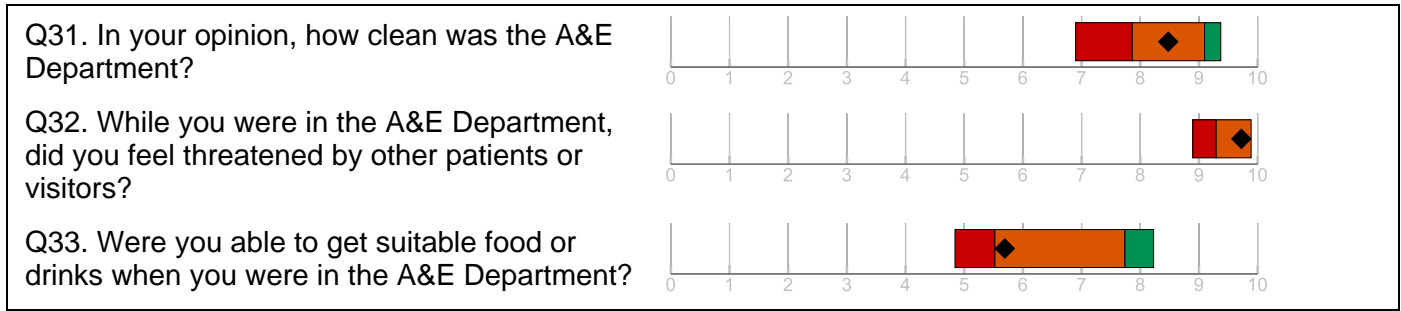 Q31. In your opinion, how clean was the A&E
Department?
0 1 2 3 4 5 6 7 8 9 10
Q32. While you were in the A&E Department,
did you feel threatened by other patients or
visitors?
0 1 2 3 4 5 6 7 8 9 10
Q33. Were you able to get suitable food or
drinks when you were in the A&E Department?
0 1 2 3 4 5 6 7 8 9 10